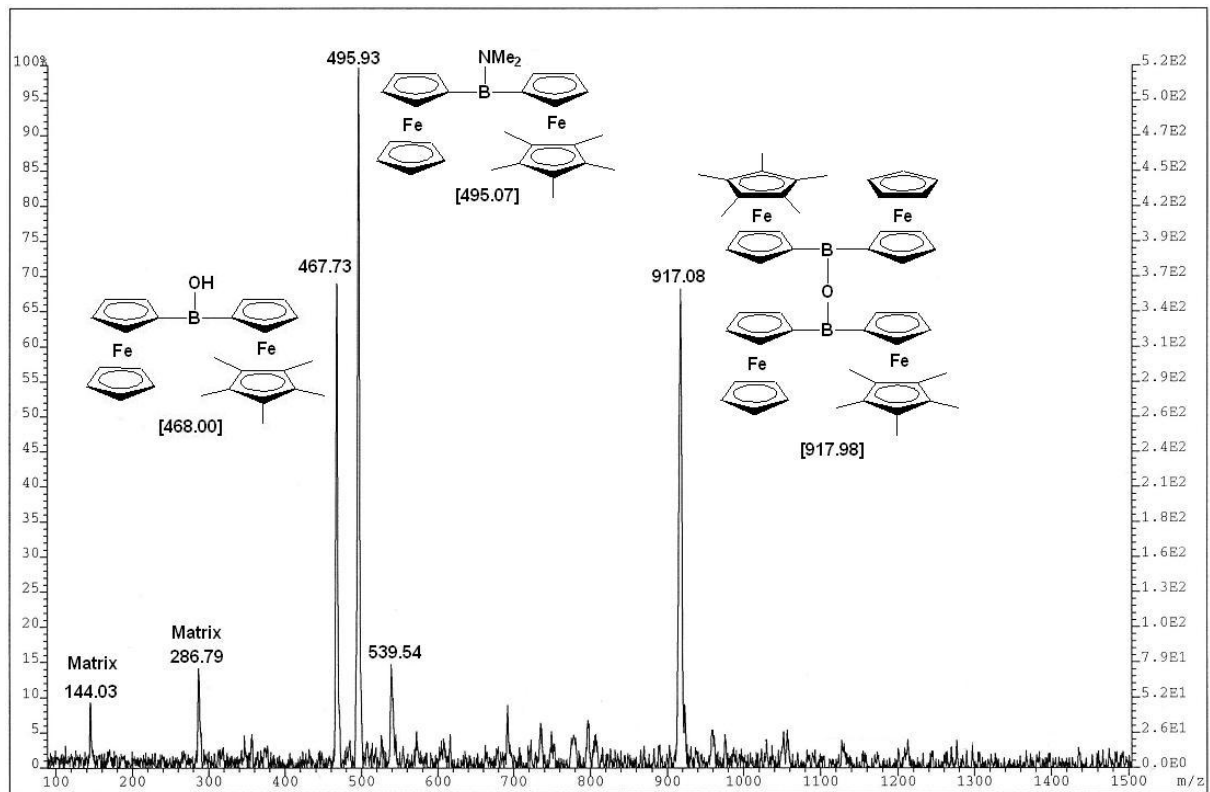 100%
95
90
85
80
75
70
65
60
55
50
45
40
35
30
25
20
15
10
5
0
495.93
NMe2
B
Fe
Fe
[495.07]
467.73
OH
B
Fe
Fe
[468.00]
917.08
Fe
Fe
B
B
O
Fe
Fe
[917.98]
Matrix
144.03
Matrix
286.79
539.54
5.2E2
5.0E2
4.7E2
4.5E2
4.2E2
3.9E2
3.7E2
3.4E2
3.1E2
2.9E2
2.6E2
2.4E2
2.1E2
1.8E2
1.6E2
1.3E2
1.0E2
7.9E1
5.2E1
2.6E1
0.0E0
100 200 300 400 500 600 700 800 900 1000 1100 1200 1300 1400 1500 m/z